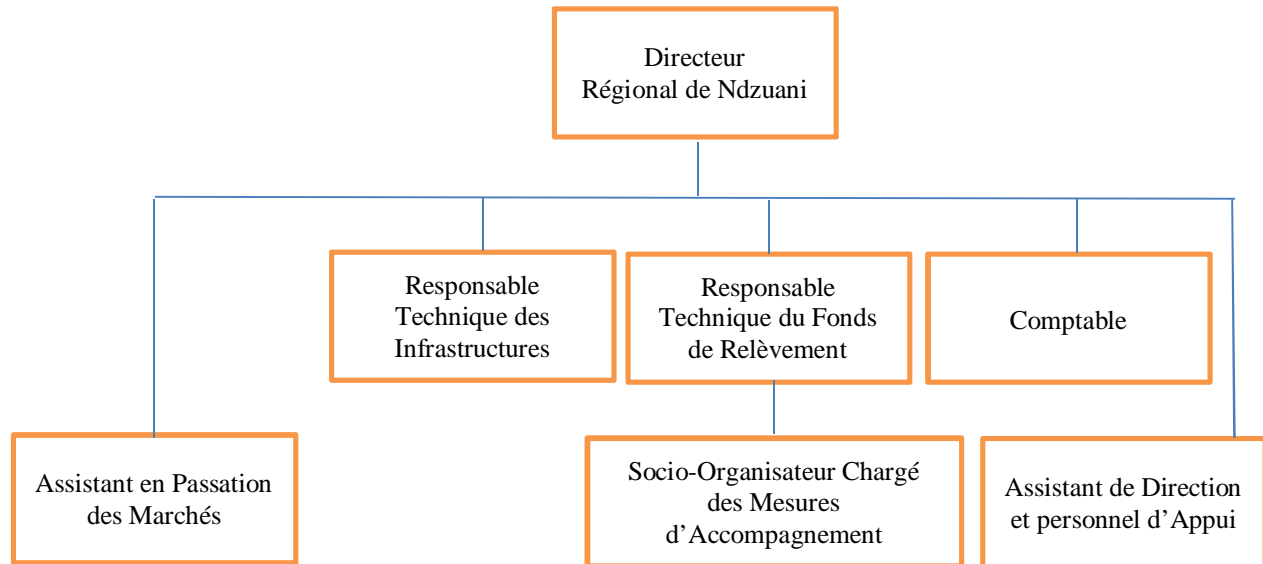 Directeur
Régional de Ndzuani
Responsable
Technique des
Infrastructures
Responsable
Technique du Fonds
de Relèvement
Comptable
Assistant en Passation
des Marchés
Socio-Organisateur Chargé
des Mesures
d’Accompagnement
Assistant de Direction
et personnel d’Appui